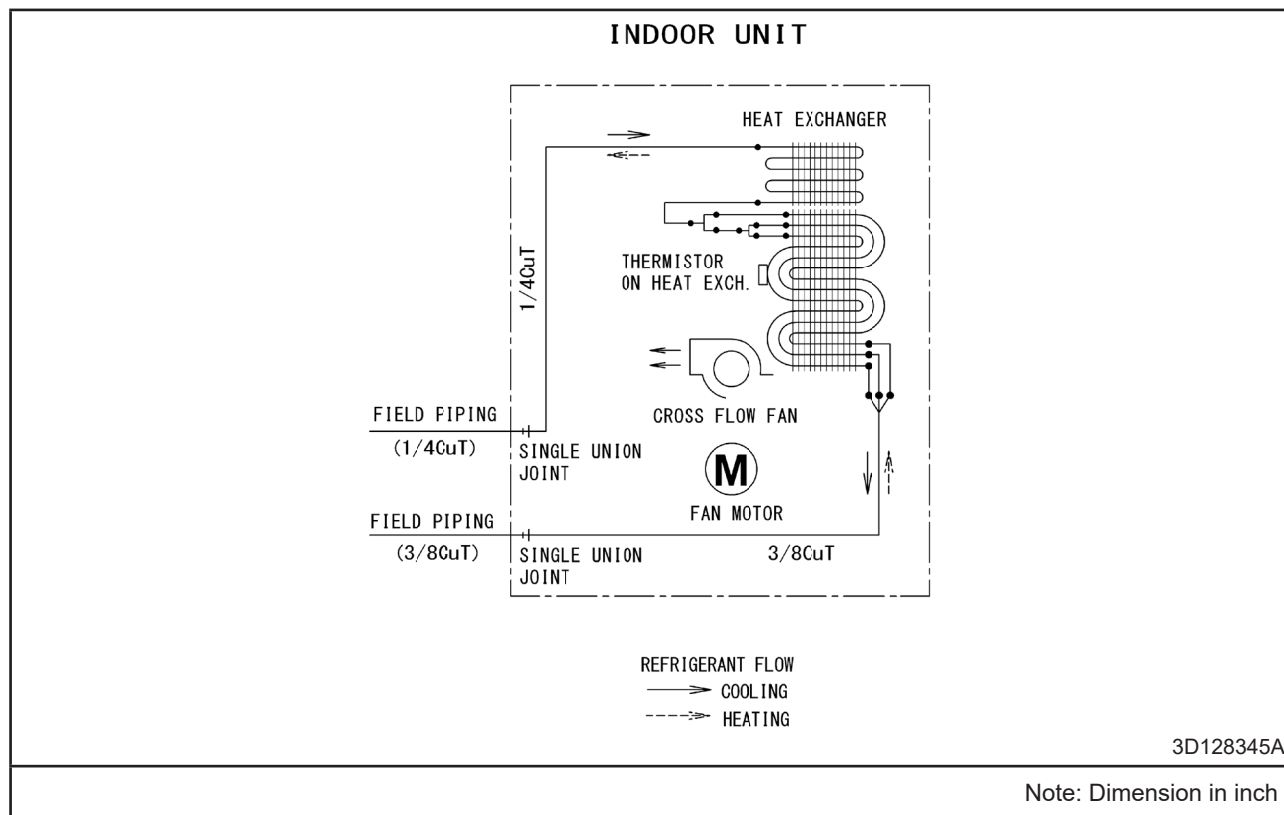 INDOOR UNIT
HEAT EXCHANGER
1/4CuT
THERMISTOR
ON HEAT EXCH.
CROSS FLOW FAN
FIELD PIPING
(1/4CuT)
SINGLE UNION
JOINT
M
FAN MOTOR
FIELD PIPING
(3/8CuT)
SINGLE UNION
JOINT
3/8CuT
REFRIGERANT FLOW
COOLING
HEATING
3D128345A
Note: Dimension in inch